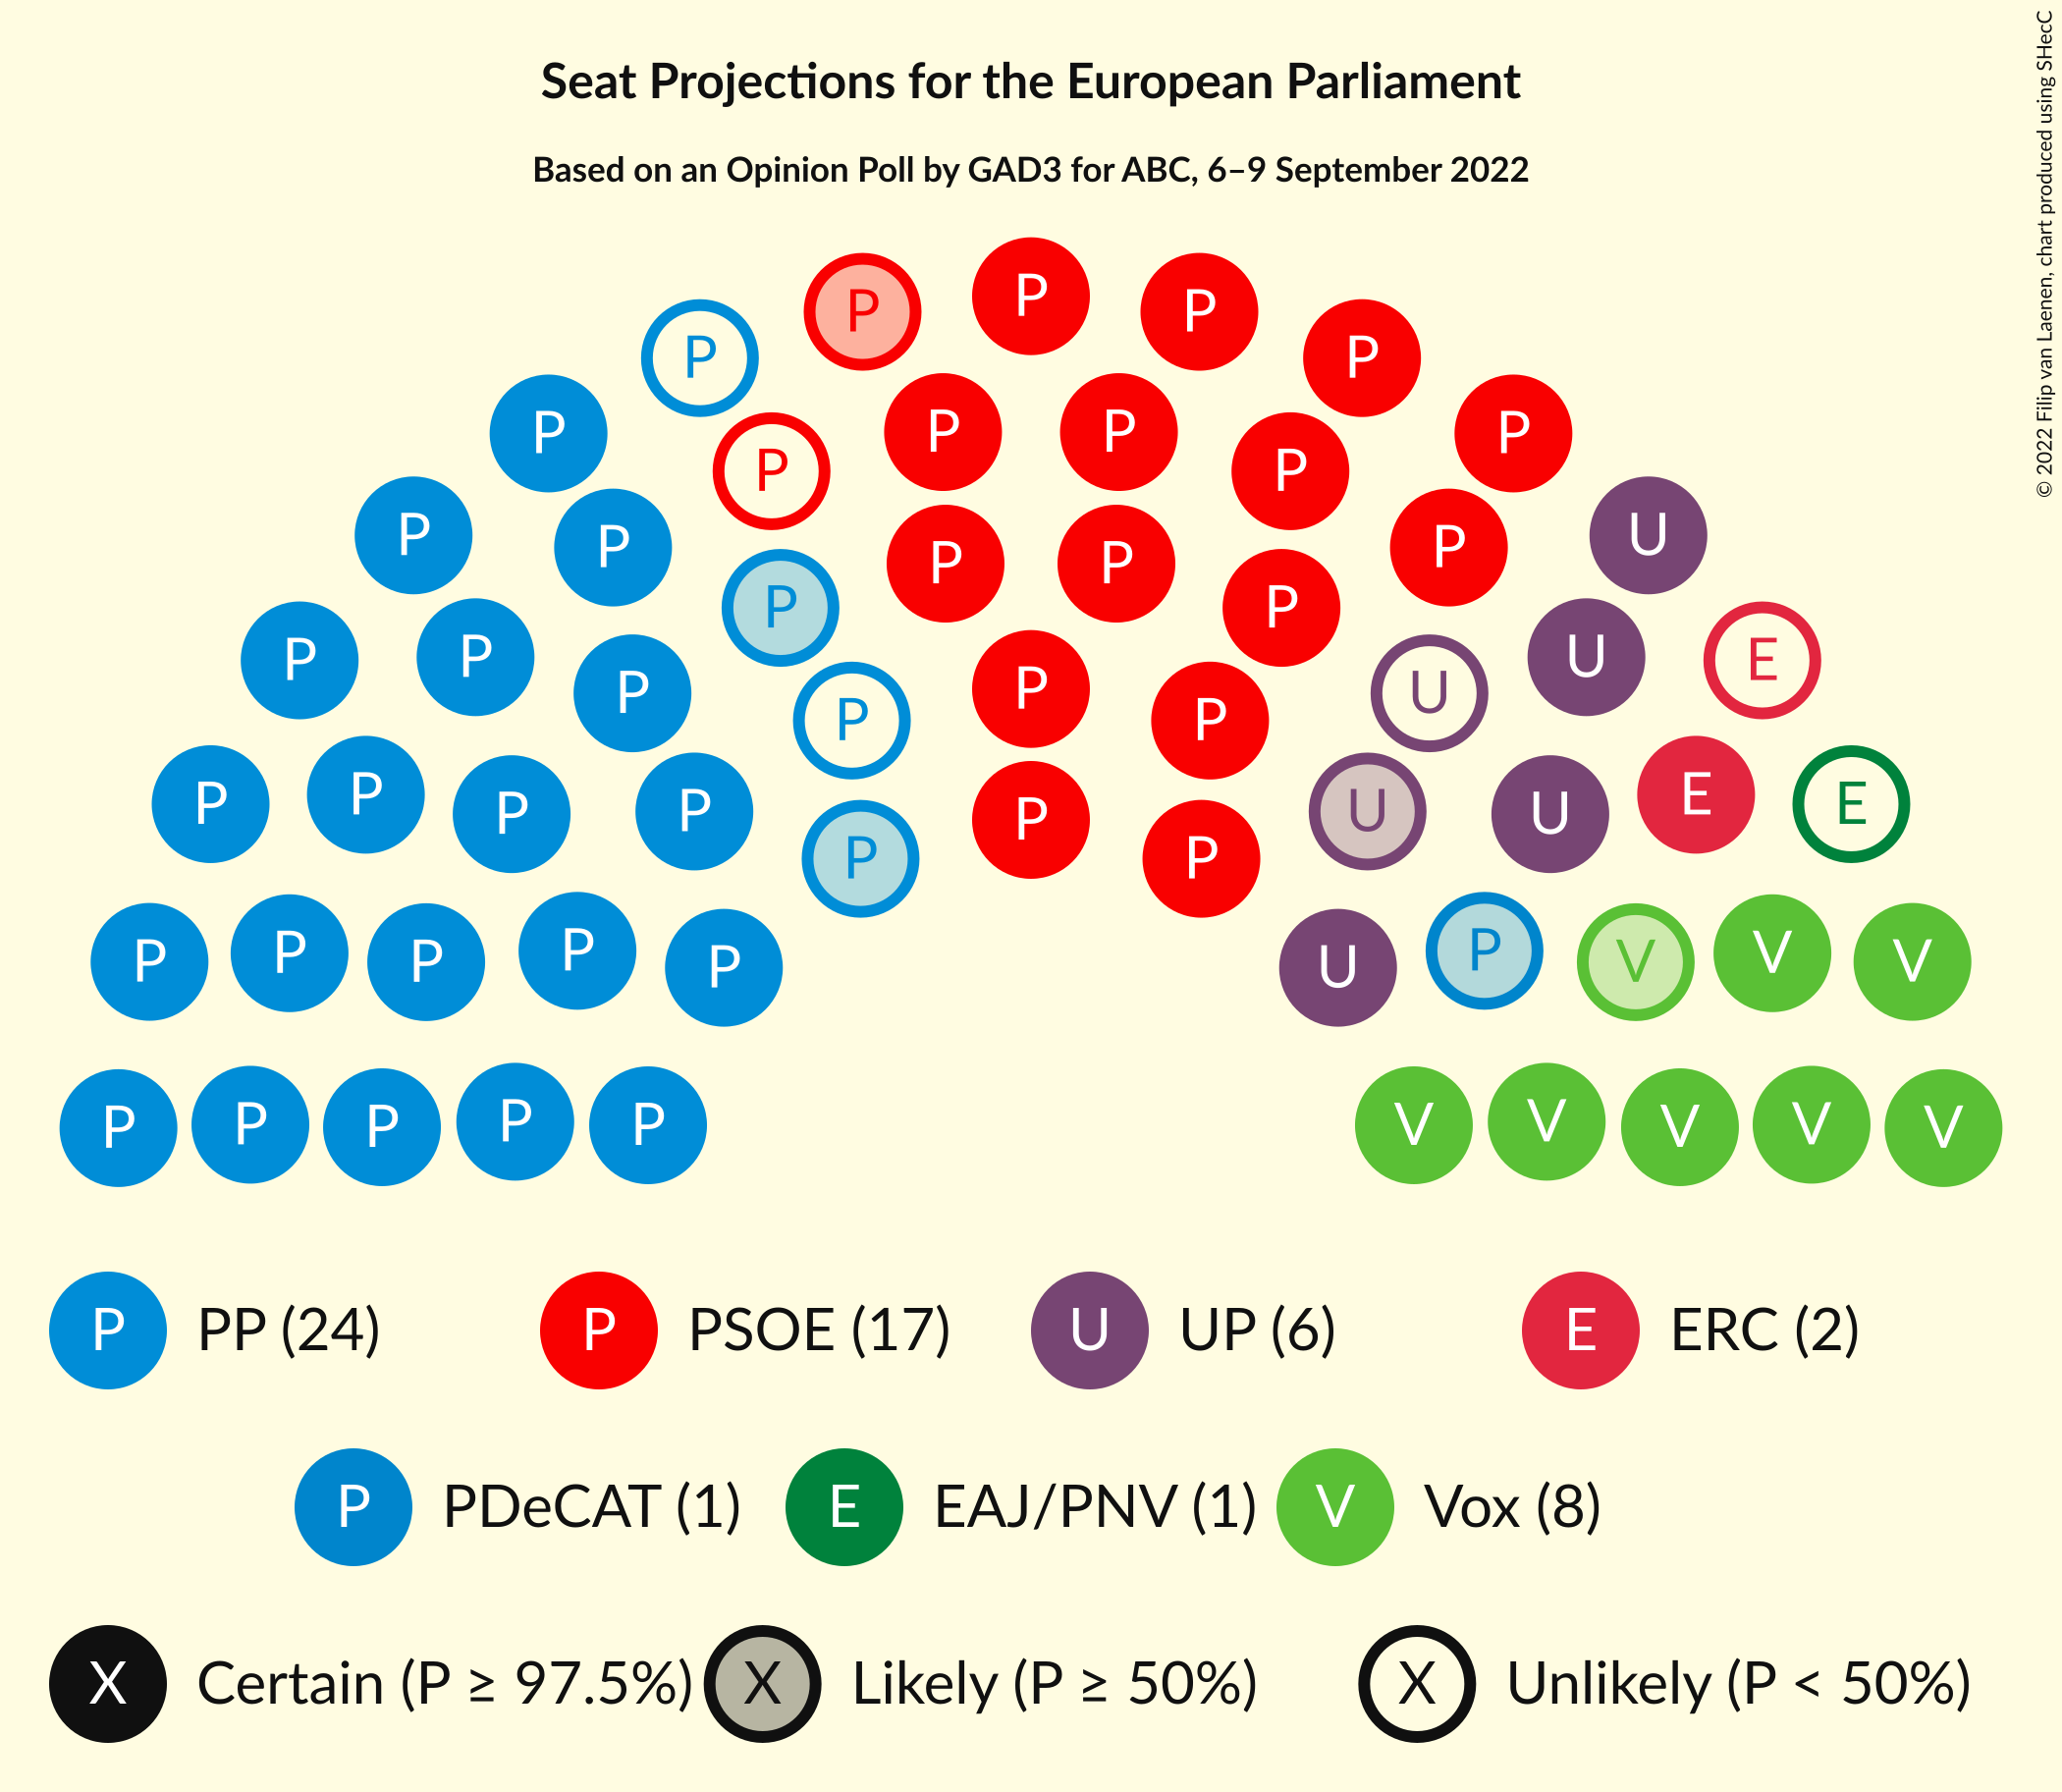 Seat Projections for the European Parliament
Based on an Opinion Poll by GAD3 for ABC, 6–9 September 2022
© 2022 Filip van Laenen, chart produced using SHecC
P
P P
P P
P P P
P P P P
P P P P
P U
P P P
P P P U
P P P U E
P P U
P P P P U U E E
P P
P P P P P U P V V V
P P P P P V V V V V
P PP (24) P PSOE (17) U UP (6) E ERC (2)
P PDeCAT (1) E EAJ/PNV (1) V Vox (8)
X Certain (P ≥ 97.5%) X Likely (P ≥ 50%) X Unlikely (P < 50%)